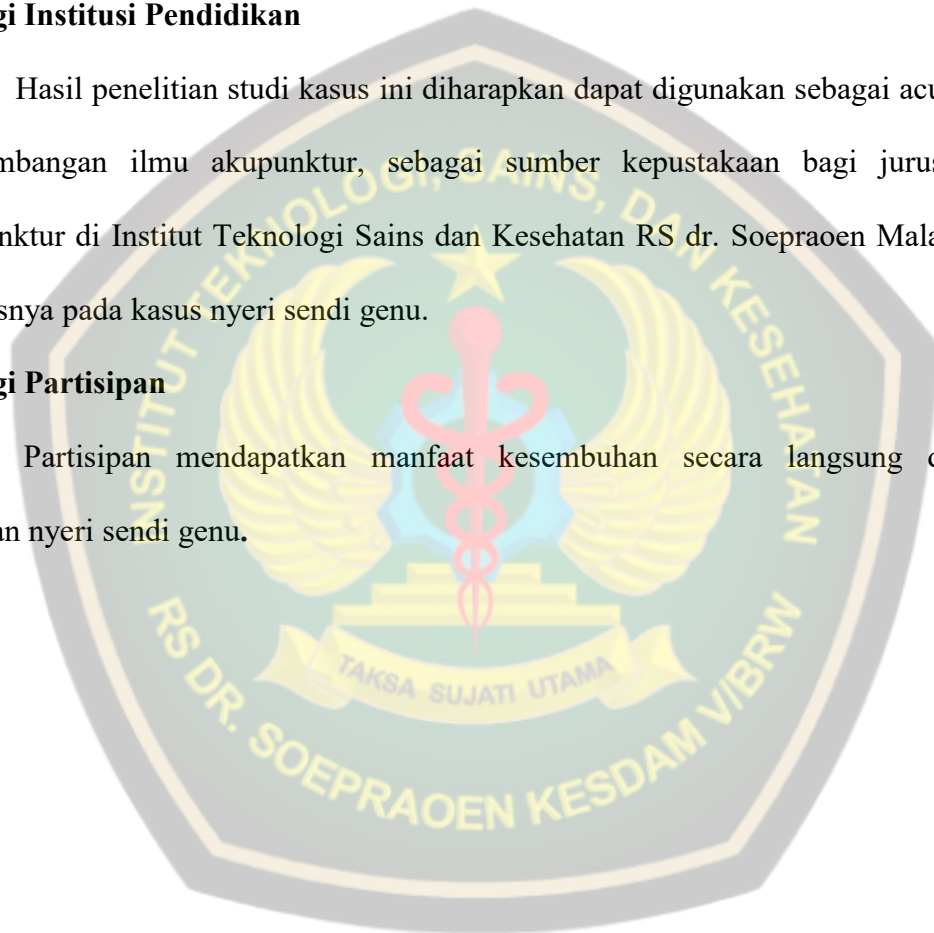 gi Institusi Pendidikan
Hasil penelitian studi kasus ini diharapkan dapat digunakan sebagai acu
mbangan ilmu akupunktur, sebagai sumber kepustakaan bagi jurus
nktur di Institut Teknologi Sains dan Kesehatan RS dr. Soepraoen Mala
snya pada kasus nyeri sendi genu.
gi Partisipan
Partisipan mendapatkan manfaat kesembuhan secara langsung d
an nyeri sendi genu.
INSTITUT TEKNOLOGI, SAINS, DAN KESEHATAN
TAKSA SUJATI UTAMA
RS DR. SOEPRAOEN KESDAM V/BRW